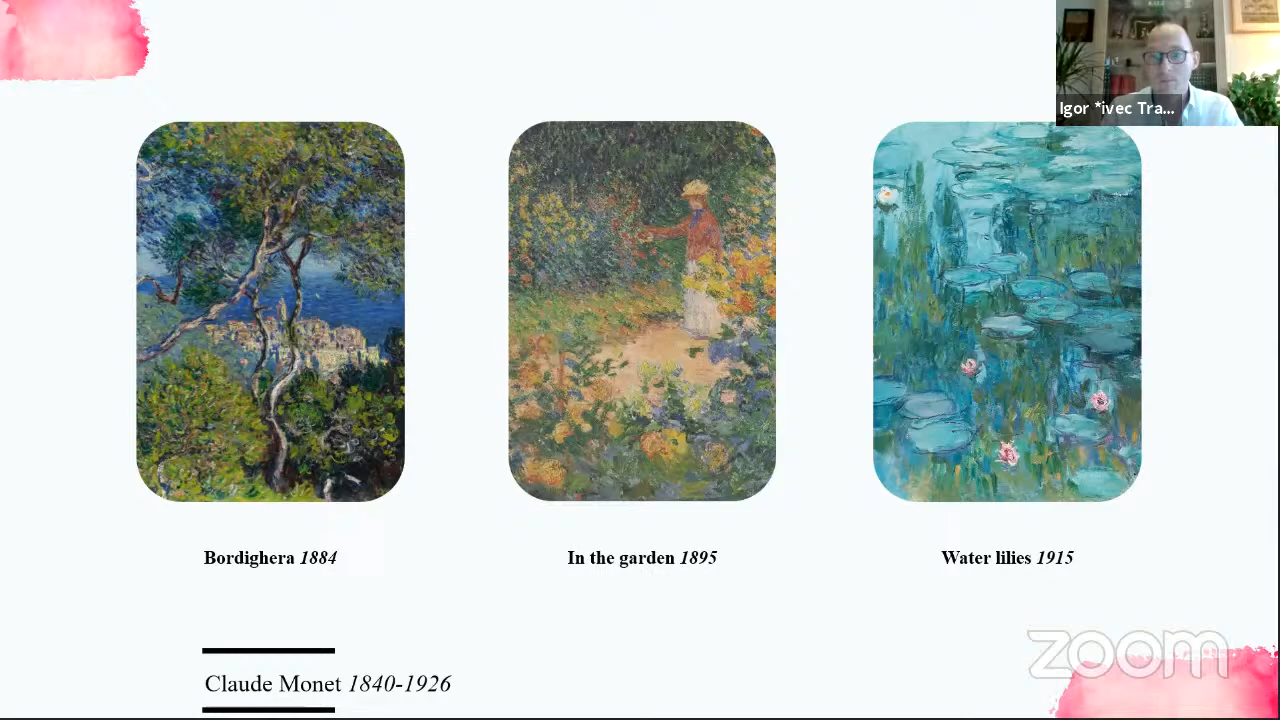 Igor *ivec Tra...
Bordighera 1884
In the garden 1895
Water lilies 1915
zoom
Claude Monet 1840-1926